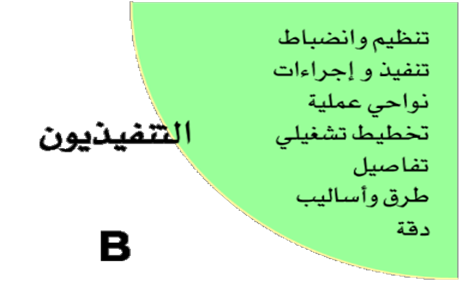 تنظيم وانضباط
تنفيذ و إجراءات
نواحي عملية
تخطيط تشغيلي
تفاصيل
طرق وأساليب
دقة
التنفيذيون
B